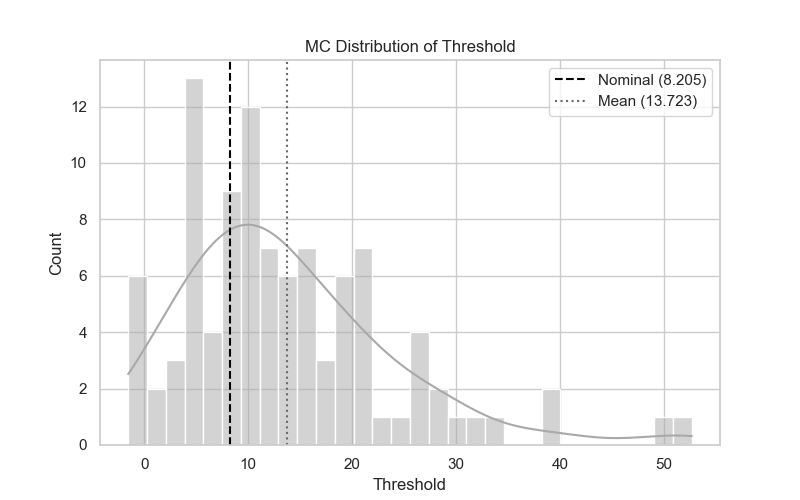 MC Distribution of Threshold
Nominal (8.205)
Mean (13.723)
Count
12
10
8
6
4
2
0
0 10 20 30 40 50
Threshold